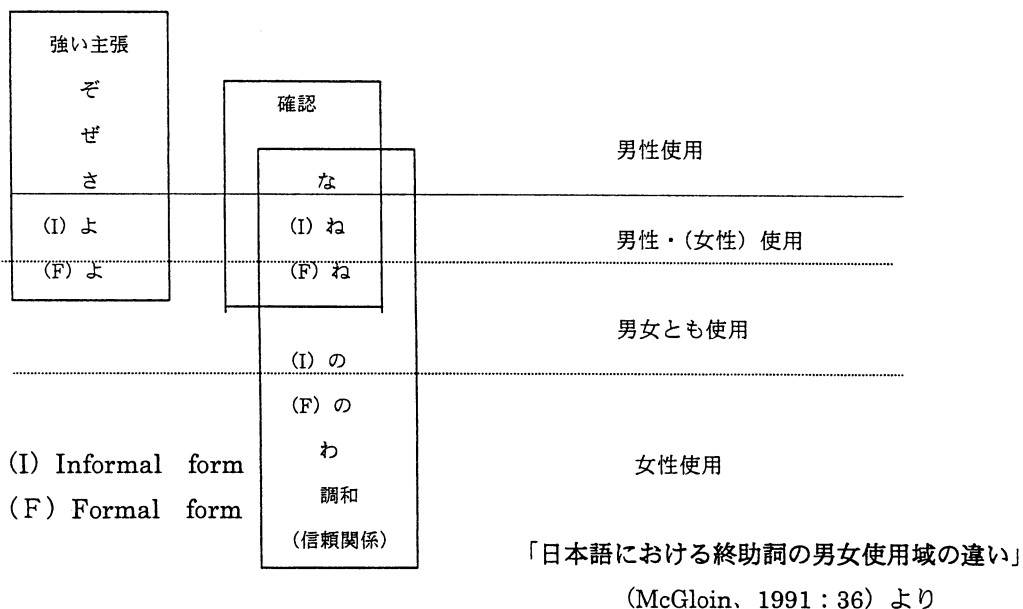 強い主張
ぞ
ぜ
さ
(I) よ
(F) よ
確認
な
(I) ね
(F) ね
(I) の
(F) の
わ
調和
(信頼関係)
男性使用
男性・(女性) 使用
男女とも使用
女性使用
(I) Informal form
(F) Formal form
「日本語における終助詞の男女使用域の違い」
(McGloin、1991:36) より